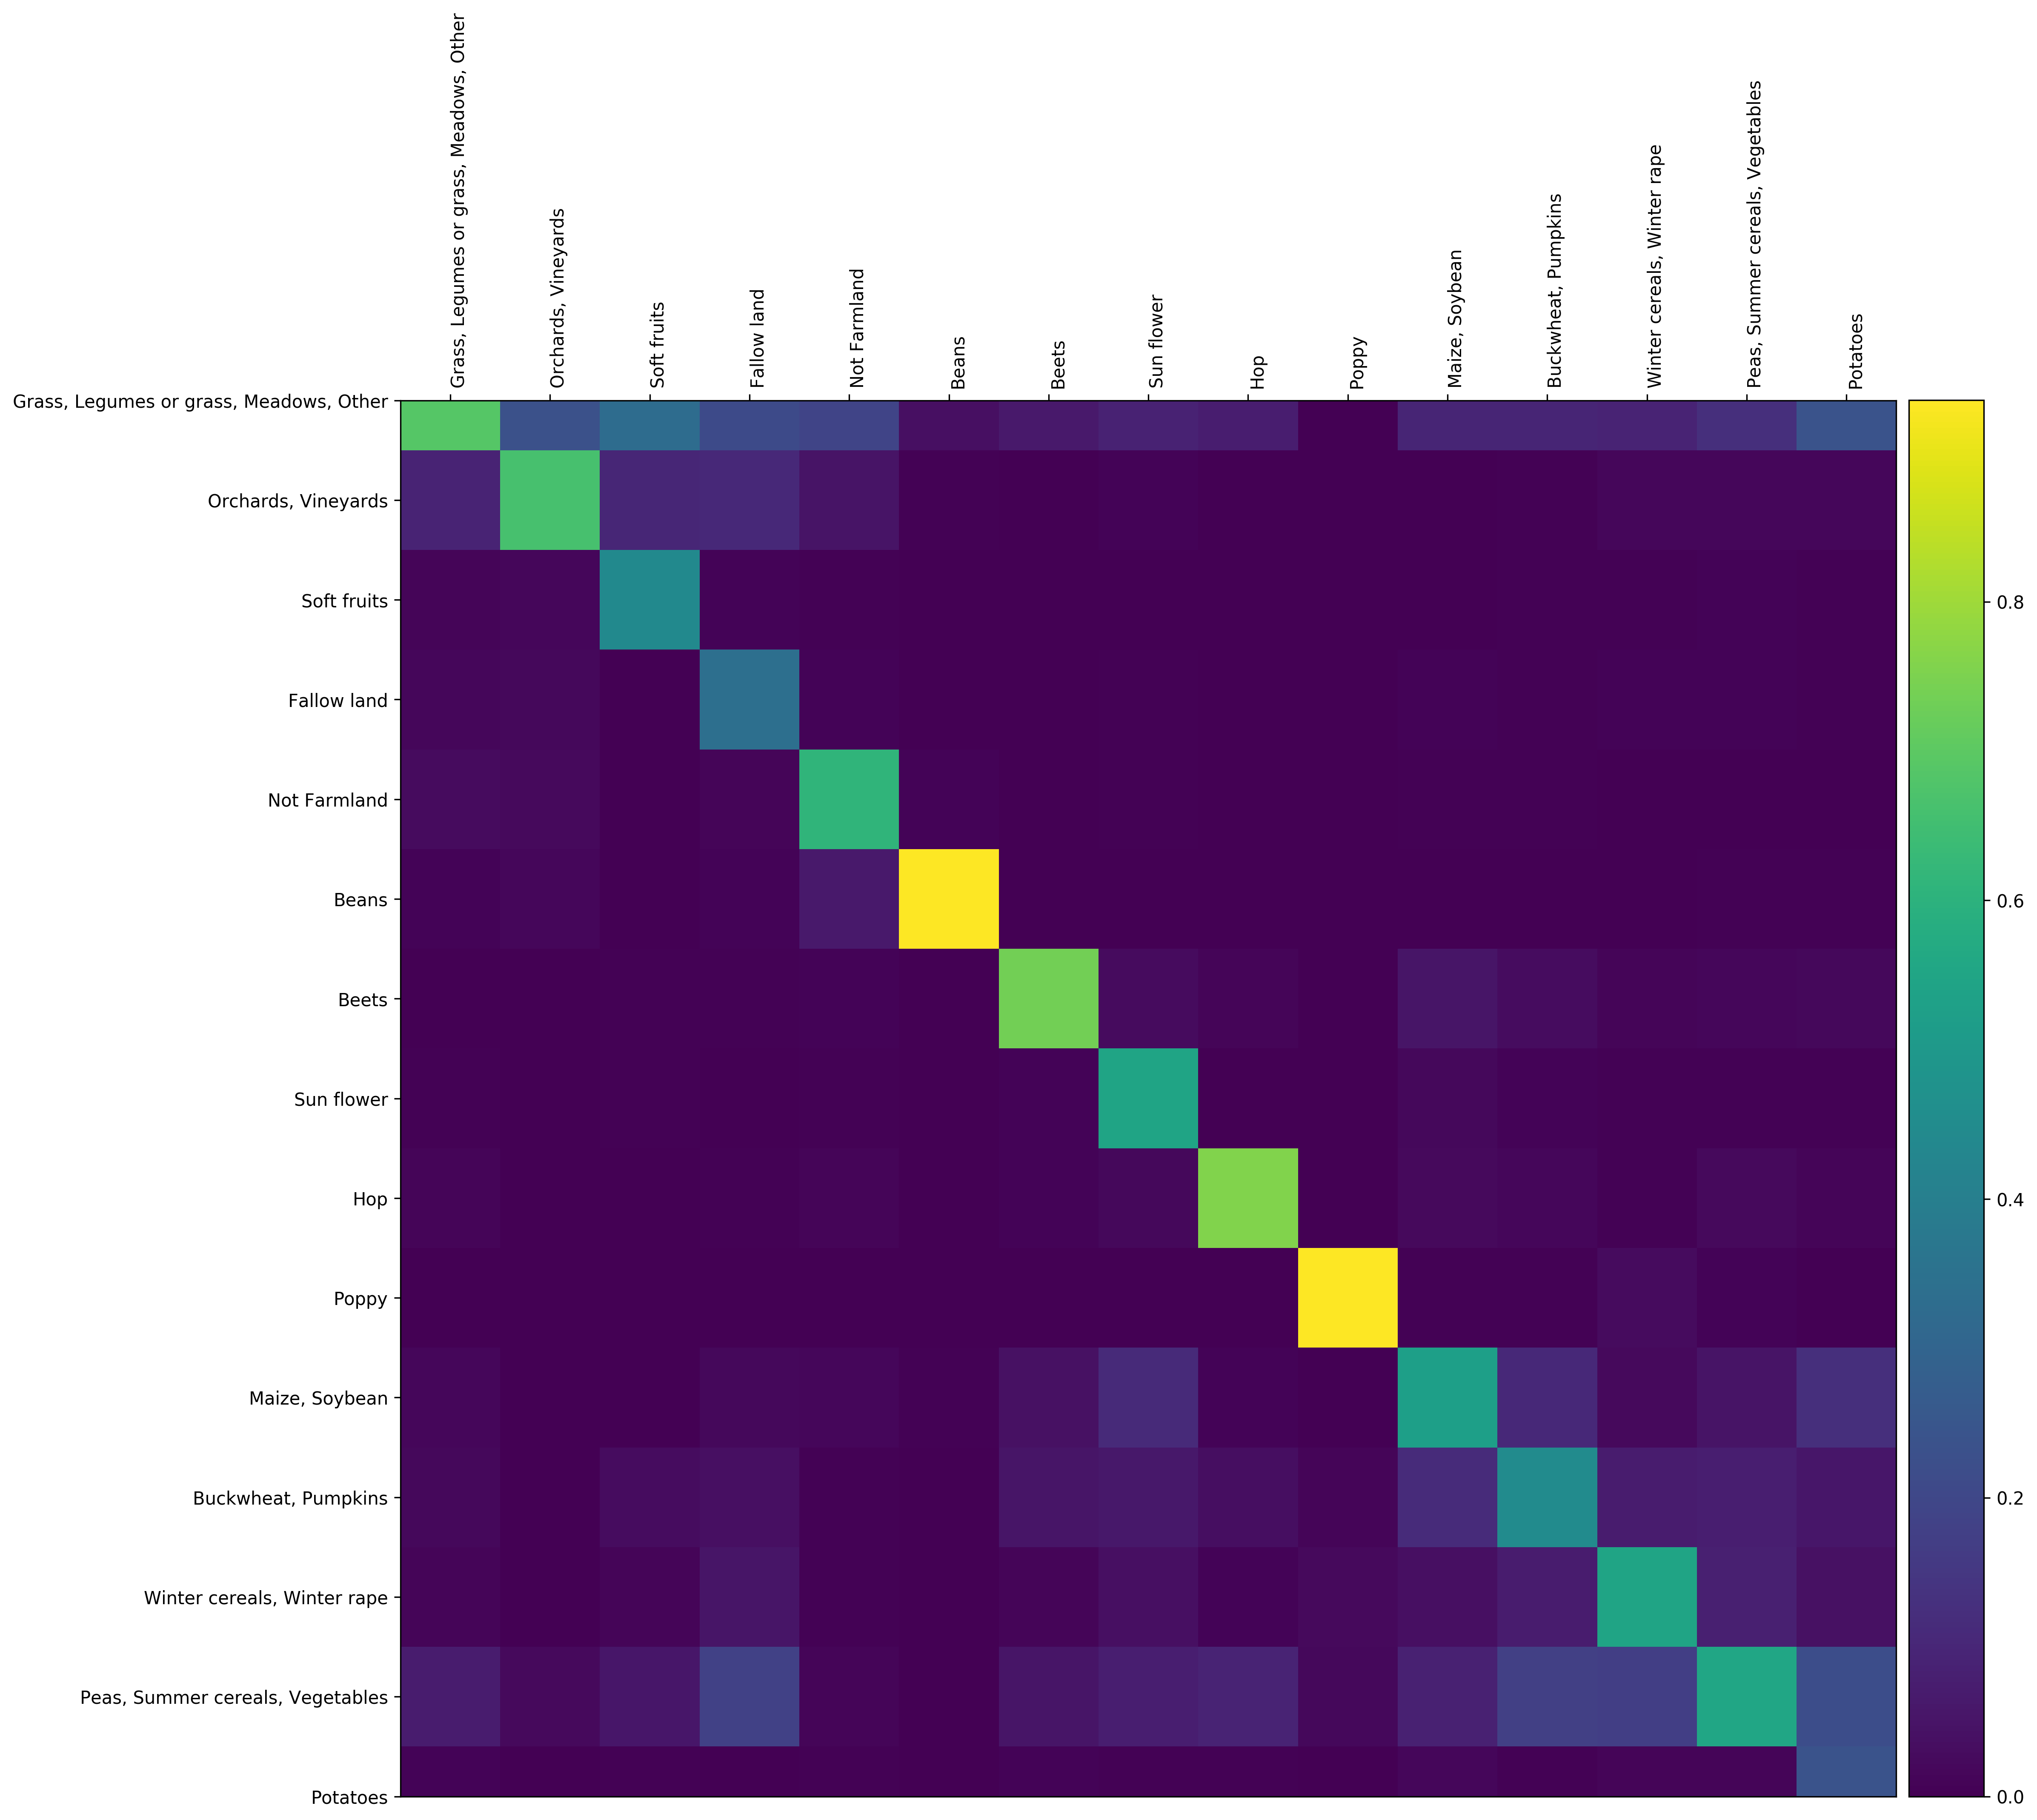 Grass, Legumes or grass, Meadows, Other
Orchards, Vineyards
Soft fruits
Fallow land
Not Farmland
Beans
Beets
Sun flower
Hop
Poppy
Maize, Soybean
Buckwheat, Pumpkins
Winter cereals, Winter rape
Peas, Summer cereals, Vegetables
Potatoes
Grass, Legumes or grass, Meadows, Other
Orchards, Vineyards
Soft fruits
Fallow land
Not Farmland
Beans
Beets
Sun flower
Hop
Poppy
Maize, Soybean
Buckwheat, Pumpkins
Winter cereals, Winter rape
Peas, Summer cereals, Vegetables
Potatoes
0.8
0.6
0.4
0.2
0.0